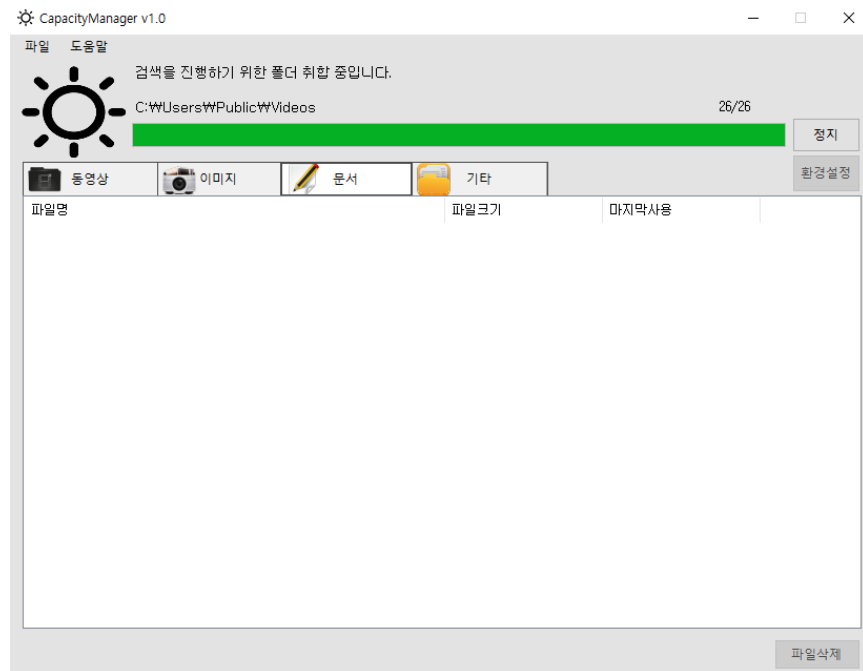 CapacityManager v1.0
파일 도움말
검색을 진행하기 위한 폴더 취합 중입니다.
C:₩Users₩Public₩Videos 26/26
정지
동영상 이미지 문서 기타 환경설정
파일명 파일크기 마지막사용
파일삭제